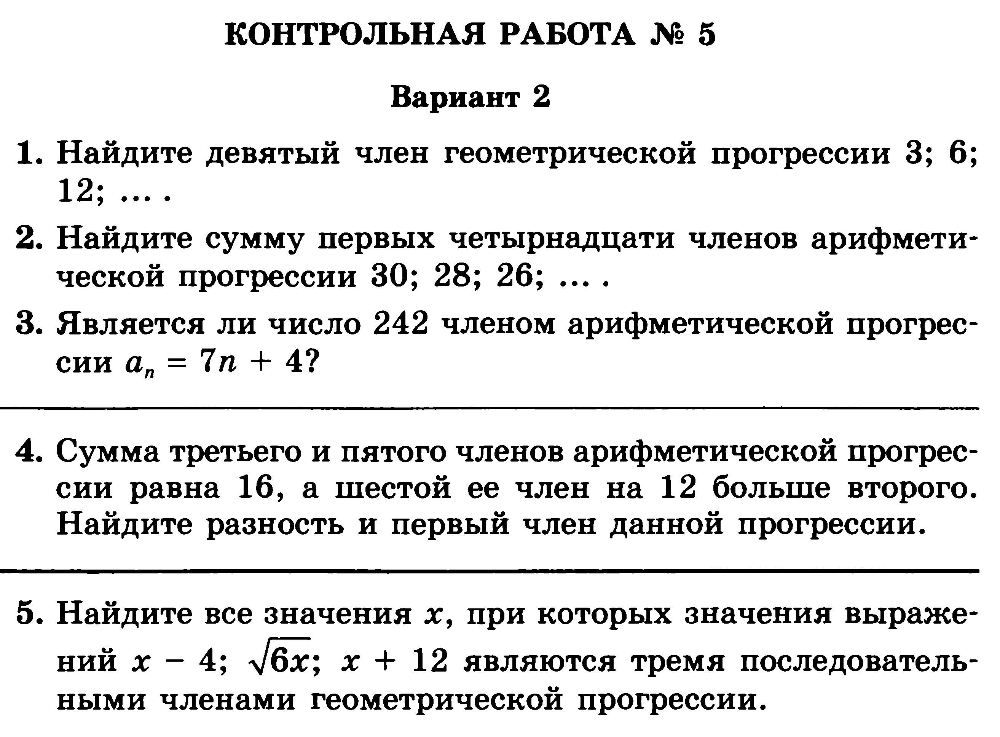 КОНТРОЛЬНАЯ РАБОТА № 5
Вариант 2
1. Найдите девятый член геометрической прогрессии 3; 6;
12; ... .
2. Найдите сумму первых четырнадцати членов арифмети-
ческой прогрессии 30; 28; 26; ... .
3. Является ли число 242 членом арифметической прогрес-
сии aₙ = 7n + 4?
4. Сумма третьего и пятого членов арифметической прогрес-
сии равна 16, а шестой ее член на 12 больше второго.
Найдите разность и первый член данной прогрессии.
5. Найдите все значения x, при которых значения выраже-
ний x − 4; √6x; x + 12 являются тремя последователь-
ными членами геометрической прогрессии.